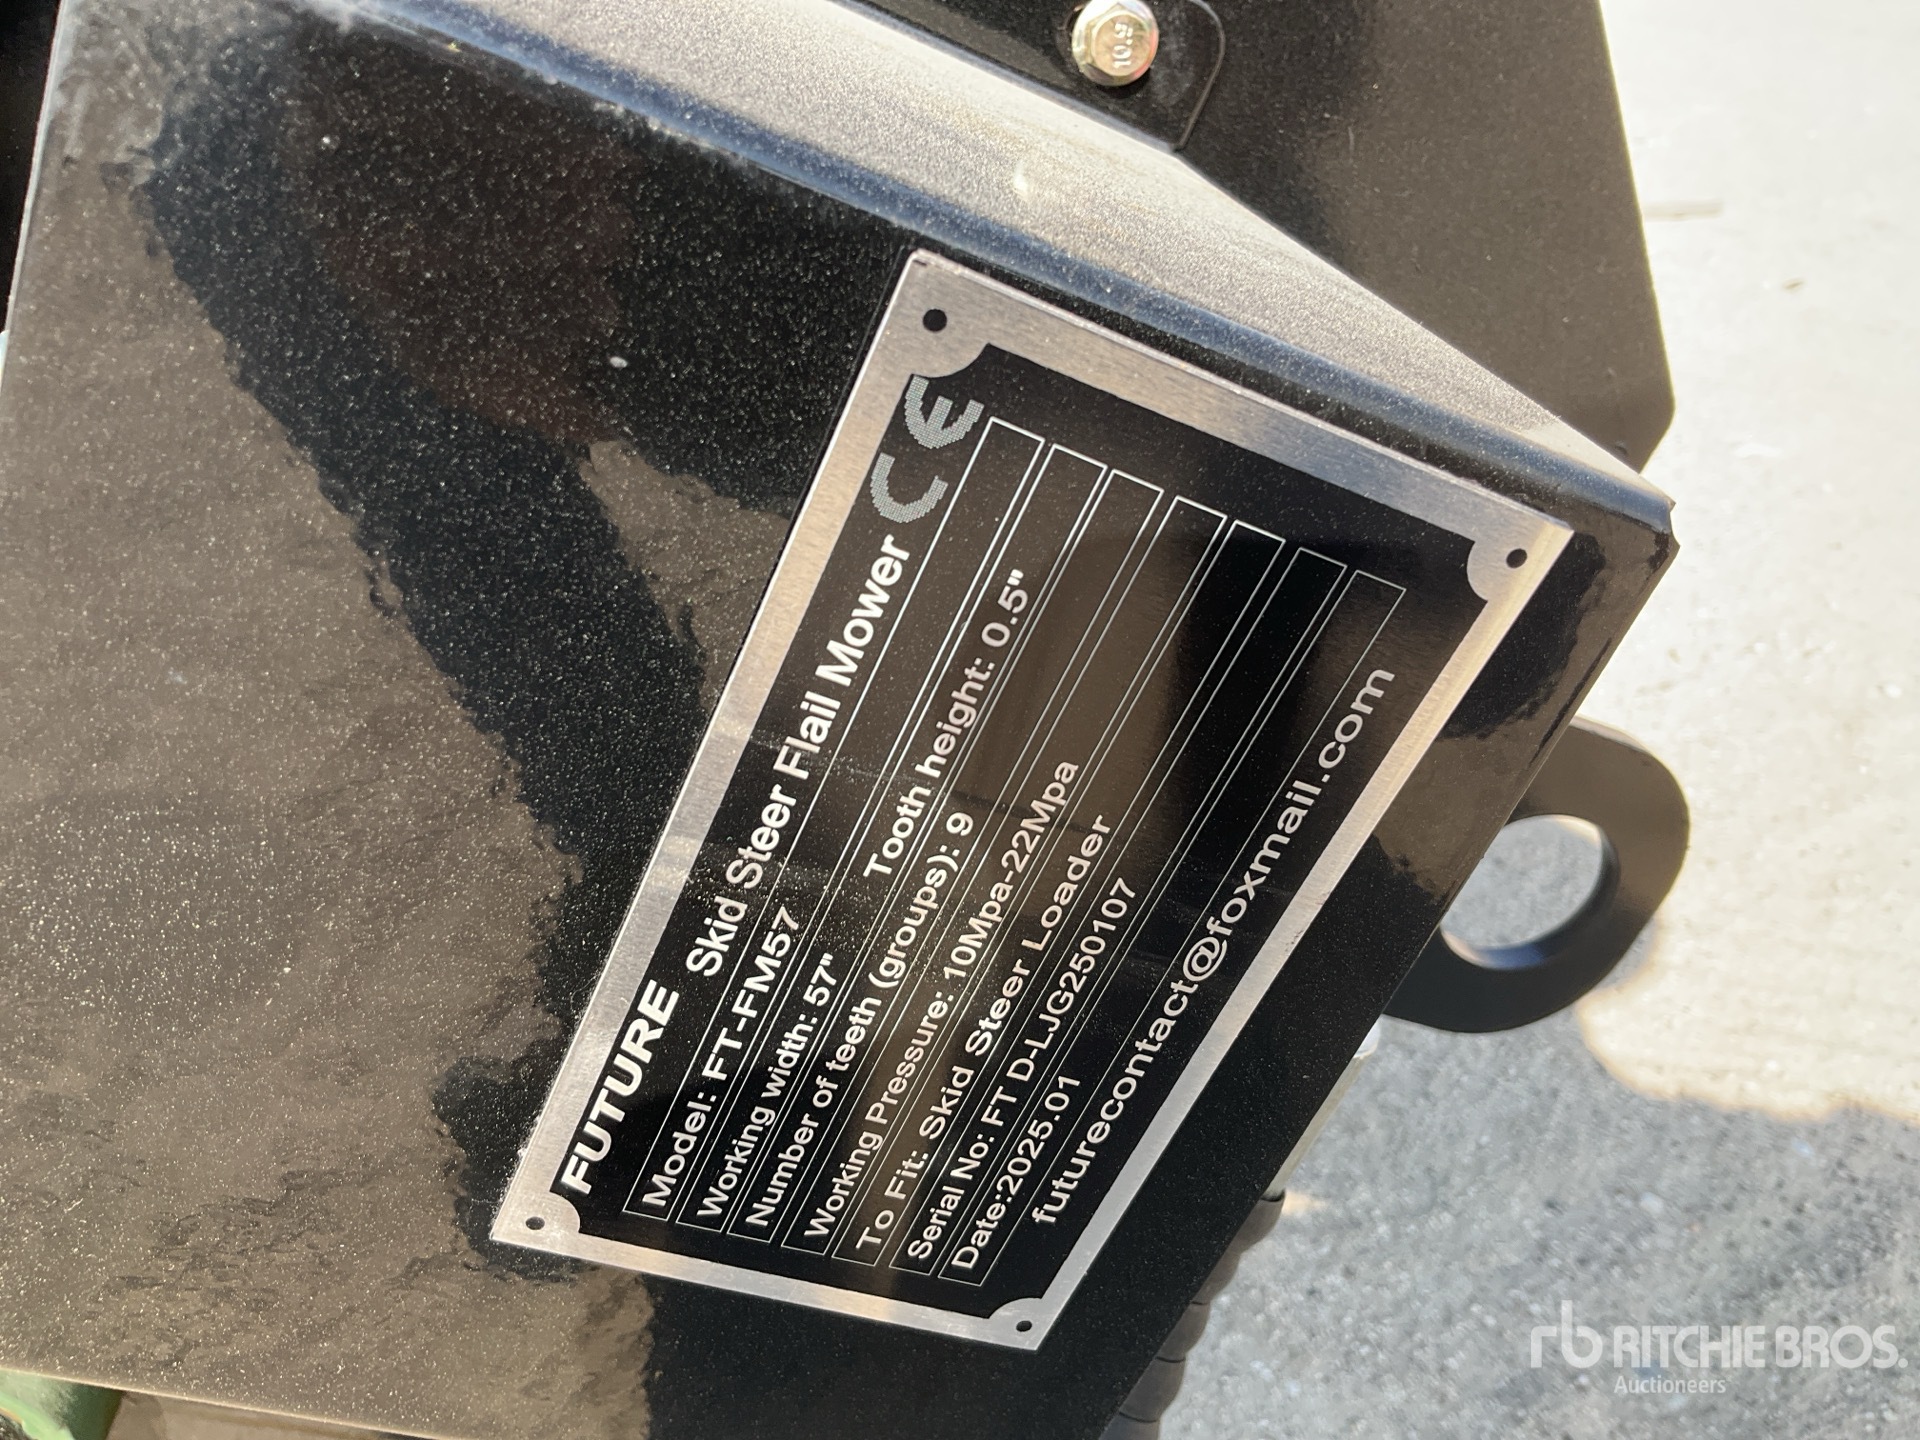 FUTURE Skid Steer Flail Mower CE
Model: FT-FM57
Working width: 57"
Number of teeth (groups): 9 Tooth height: 0.5"
Working Pressure: 10Mpa-22Mpa
To Fit: Skid Steer Loader
Serial No: FT D-LJG250107
Date:2025.01
futurecontact@foxmail.com
rb RITCHIE BROS.
Auctioneers